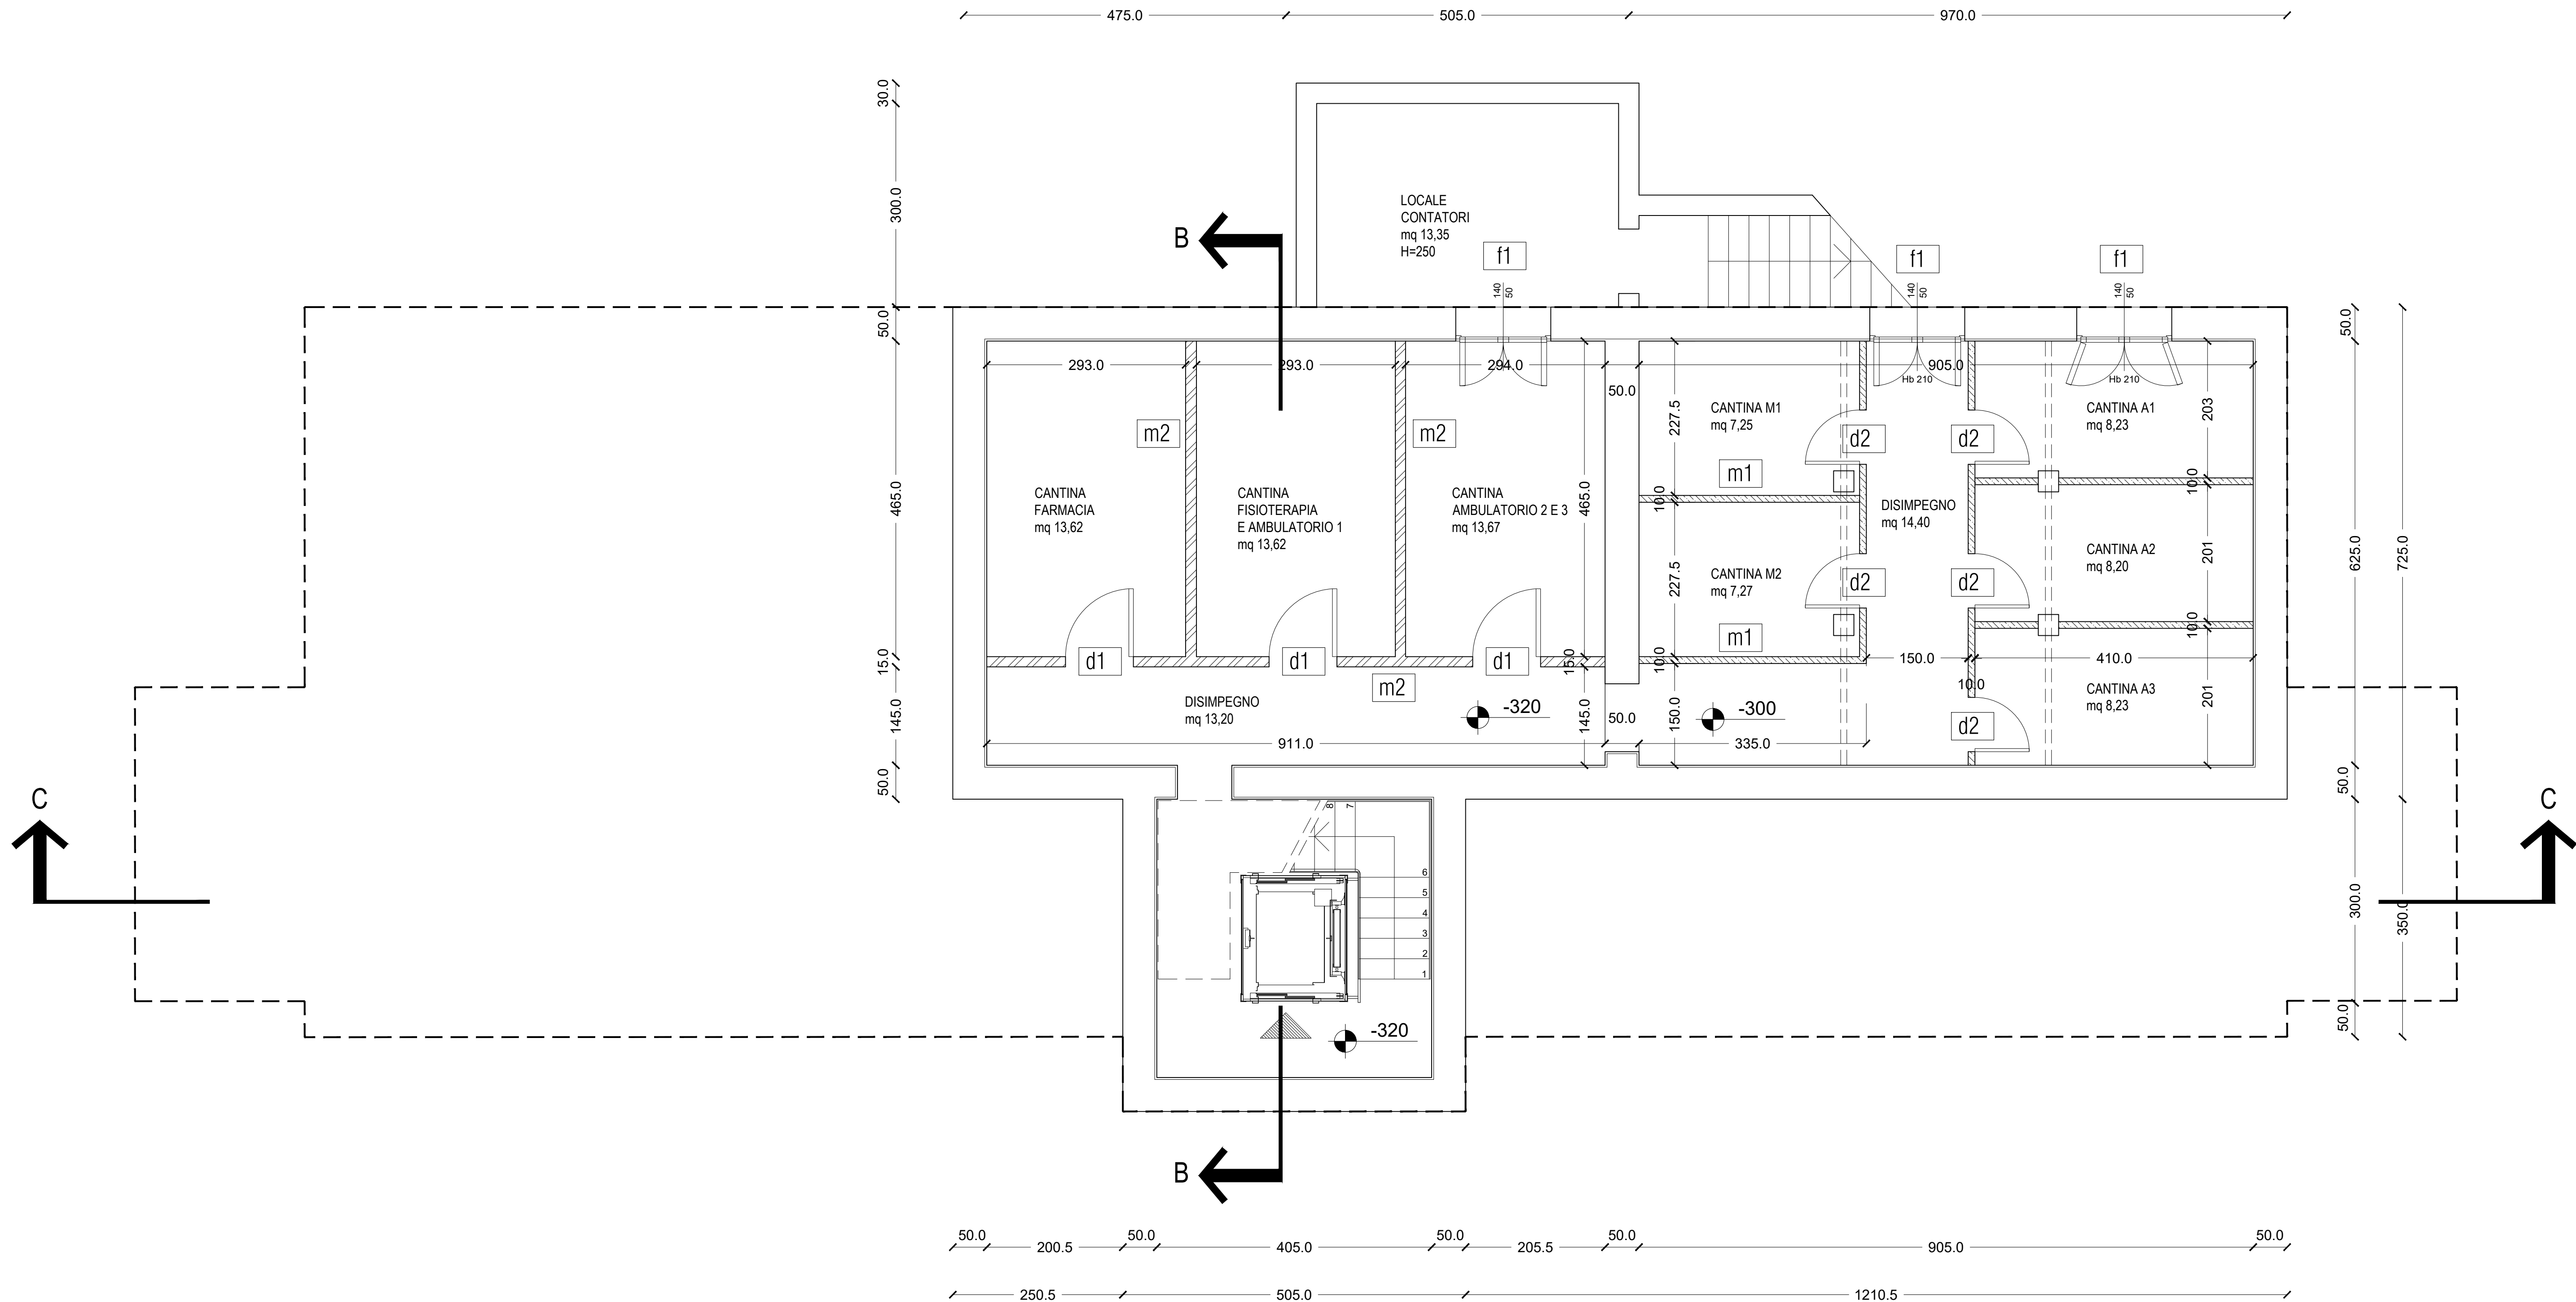 475.0
505.0
970.0
30.0
300.0
50.0
465.0
15.0
145.0
50.0
LOCALE
CONTATORI
mq 13,35
H=250
B
f1
f1
f1
140
50
140
50
140
50
293.0
293.0
294.0
905.0
50.0
Hb 210
Hb 210
m2
m2
CANTINA
FARMACIA
mq 13,62
CANTINA
FISIOTERAPIA
E AMBULATORIO 1
mq 13,62
CANTINA
AMBULATORIO 2 E 3
mq 13,67
465.0
15.0
145.0
227.5
10.0
227.5
10.0
150.0
CANTINA M1
mq 7,25
m1
d2
d2
CANTINA M2
mq 7,27
m1
d2
d2
DISIMPEGNO
mq 14,40
CANTINA A1
mq 8,23
CANTINA A2
mq 8,20
CANTINA A3
mq 8,23
203
10.0
201
10.0
201
150.0
410.0
10.0
d2
d1
d1
d1
m2
DISIMPEGNO
mq 13,20
-320
50.0
-300
911.0
335.0
50.0
625.0
50.0
300.0
50.0
725.0
350.0
C
C
8
7
6
5
4
3
2
1
-320
B
50.0
200.5
50.0
405.0
50.0
205.5
50.0
905.0
50.0
250.5
505.0
1210.5